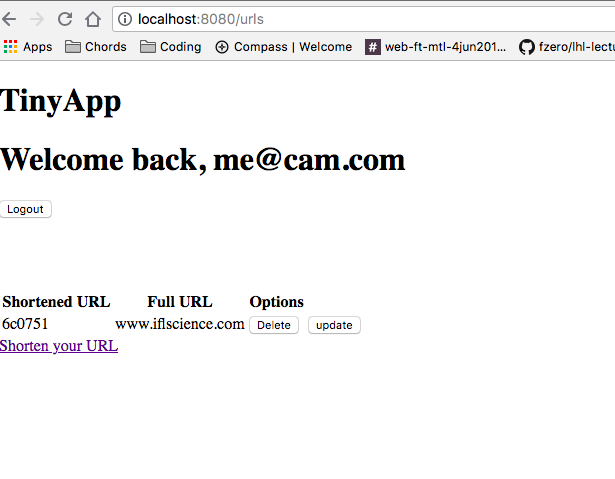 localhost:8080/urls
Apps Chords Coding Compass | Welcome # web-ft-mtl-4jun201... fzero/lhl-lectu
TinyApp
Welcome back, me@cam.com
Logout
Shortened URL Full URL Options
6c0751 www.iflscience.com Delete update
Shorten your URL